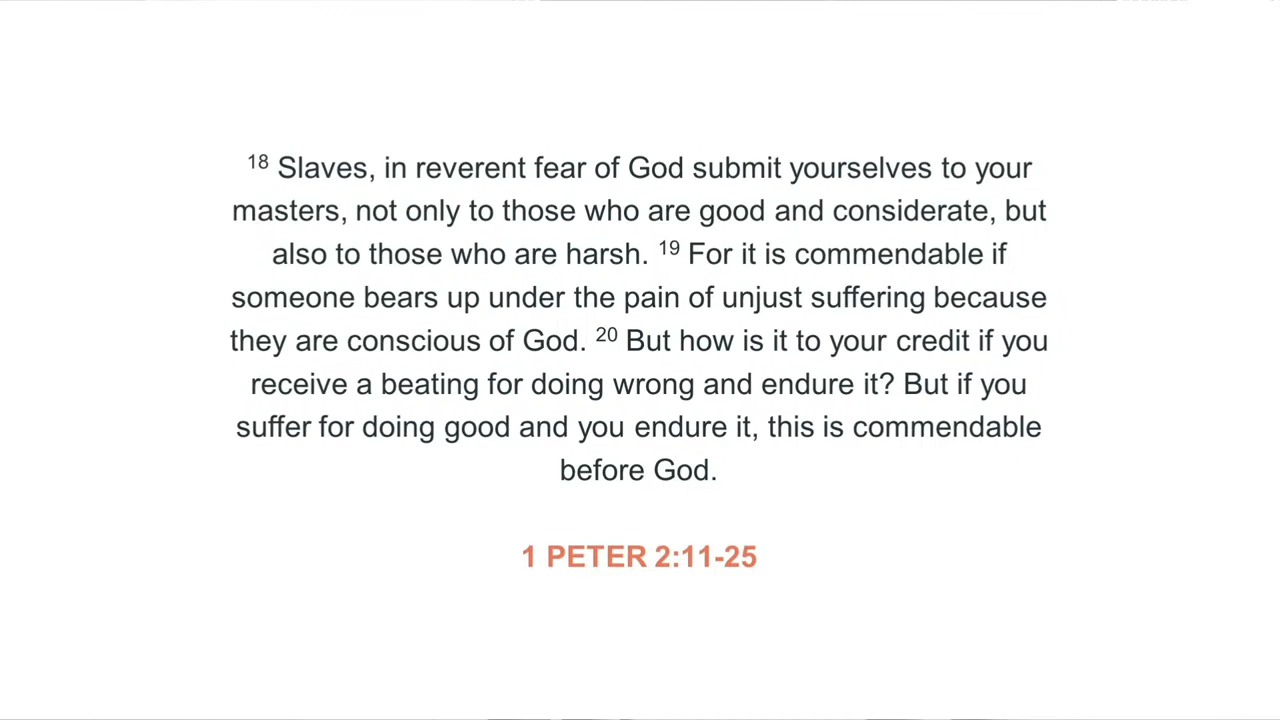 18 Slaves, in reverent fear of God submit yourselves to your
masters, not only to those who are good and considerate, but
also to those who are harsh. 19 For it is commendable if
someone bears up under the pain of unjust suffering because
they are conscious of God. 20 But how is it to your credit if you
receive a beating for doing wrong and endure it? But if you
suffer for doing good and you endure it, this is commendable
before God.
1 PETER 2:11-25